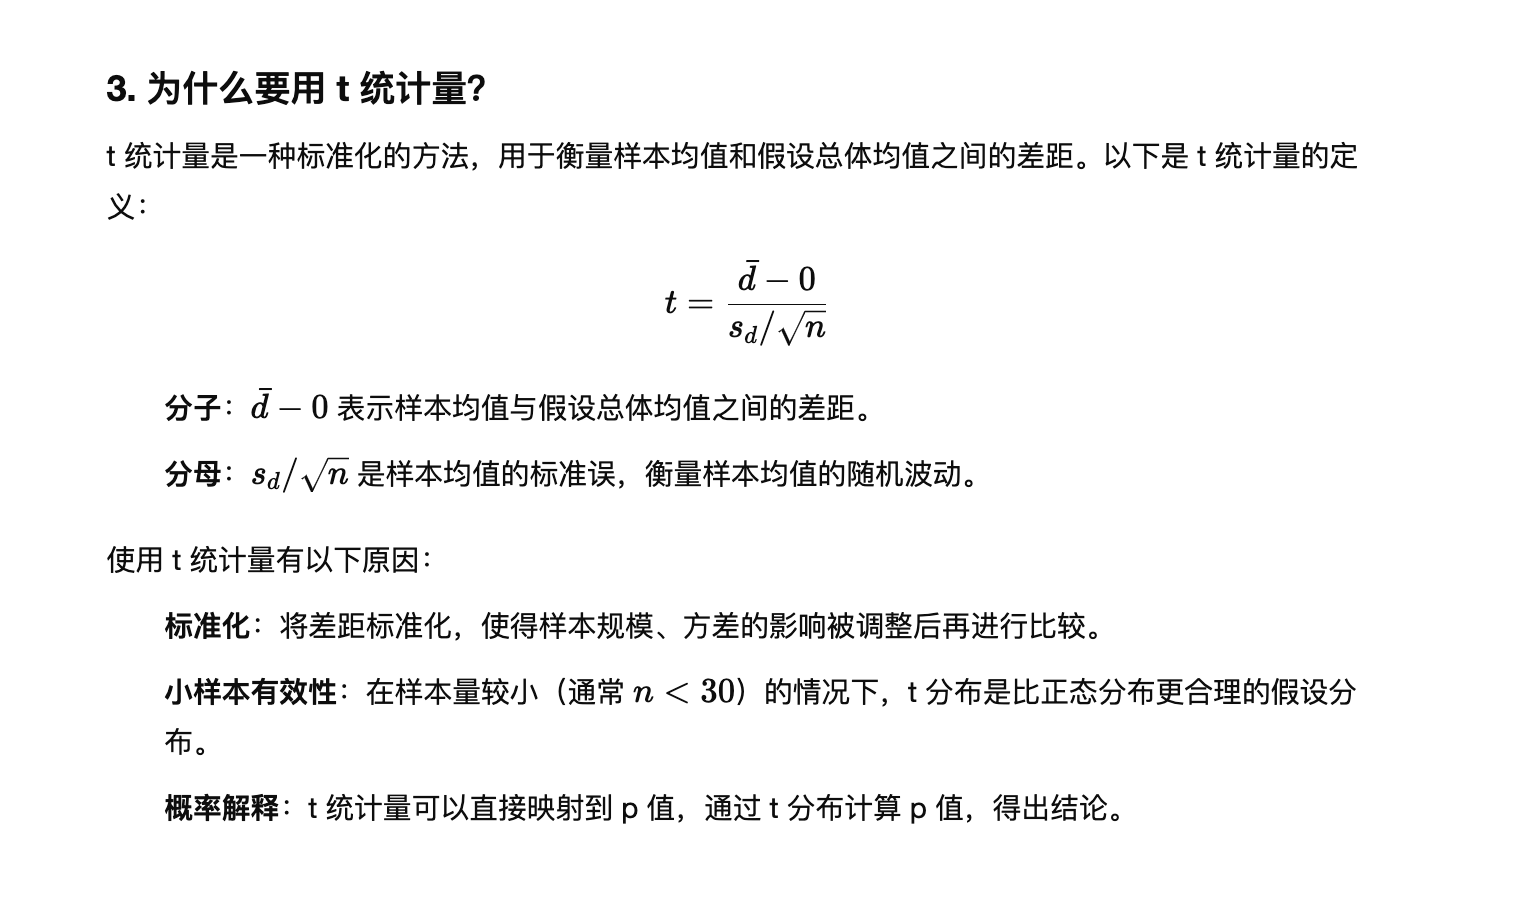 3. 为什么要用 t 统计量?
t 统计量是一种标准化的方法，用于衡量样本均值和假设总体均值之间的差距。以下是 t 统计量的定
义：
t = \frac{\bar{d} - 0}{s_d/\sqrt{n}}
分子：\bar{d} - 0 表示样本均值与假设总体均值之间的差距。
分母：s_d/\sqrt{n} 是样本均值的标准误，衡量样本均值的随机波动。
使用 t 统计量有以下原因：
标准化：将差距标准化，使得样本规模、方差的影响被调整后再进行比较。
小样本有效性：在样本量较小（通常 n < 30）的情况下，t 分布是比正态分布更合理的假设分
布。
概率解释：t 统计量可以直接映射到 p 值，通过 t 分布计算 p 值，得出结论。